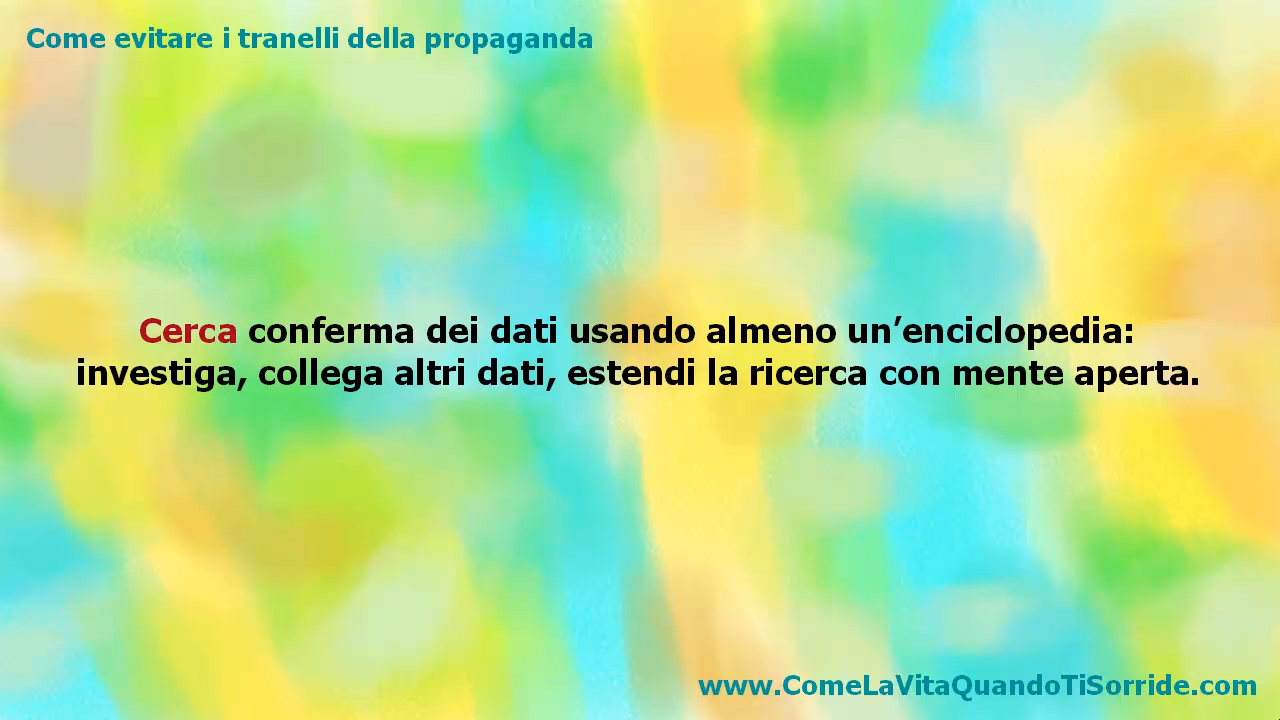 Come evitare i tranelli della propaganda
Cerca conferma dei dati usando almeno un’enciclopedia:
investiga, collega altri dati, estendi la ricerca con mente aperta.
www.ComeLaVitaQuandoTiSorride.com